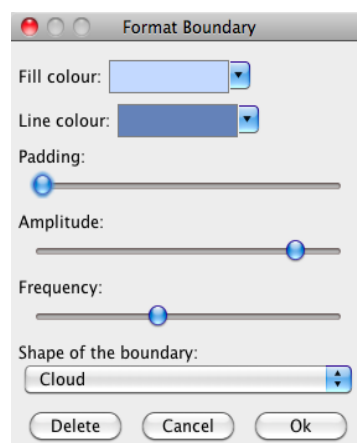 Format Boundary
Fill colour:
Line colour:
Padding:
Amplitude:
Frequency:
Shape of the boundary:
Cloud
Delete Cancel Ok